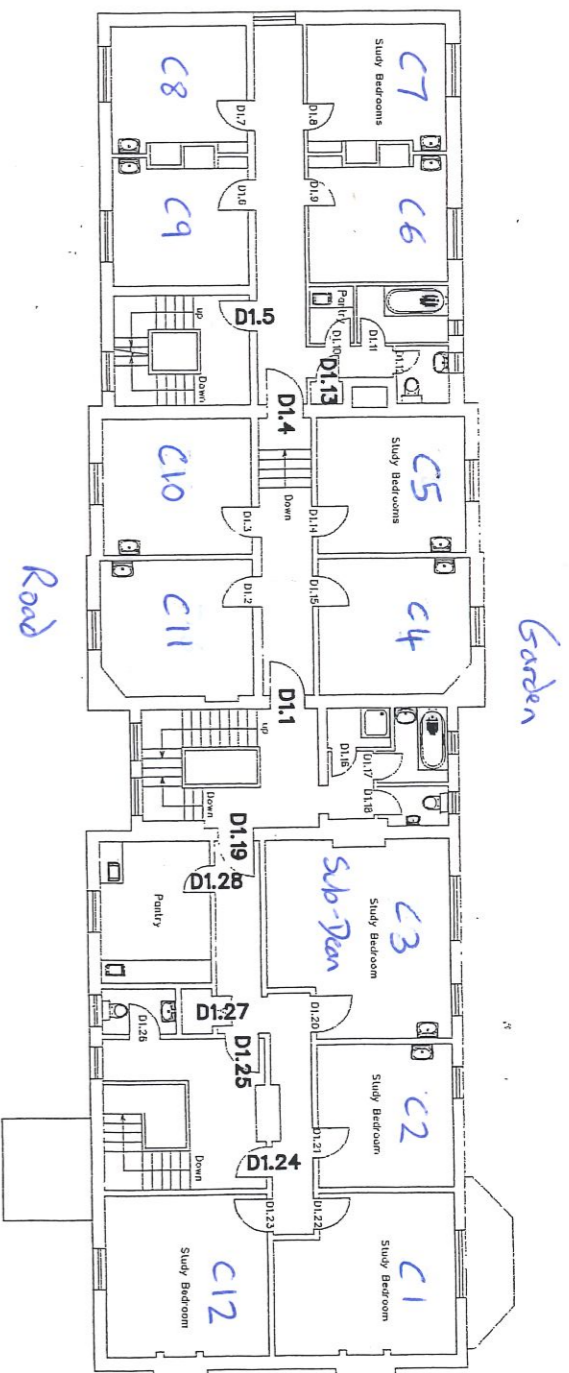 Garden
C7
Study Bedrooms
C6
C5
Study Bedrooms
C4
C3
Study Bedroom
Sub-Dean
C2
Study Bedroom
C1
Study Bedroom
D1.8
D1.9
Pantry
D1.10
D1.11
D1.12
D1.13
D1.14
D1.15
D1.16
D1.17
D1.18
D1.20
D1.21
D1.22
D1.7
D1.6
D1.5
D1.4
Down
D1.3
D1.2
D1.1
D1.19
D1.28
D1.27
D1.25
D1.24
D1.23
C8
C9
up
Down
C10
C11
up
Down
Pantry
D1.26
Down
C12
Study Bedroom
Road